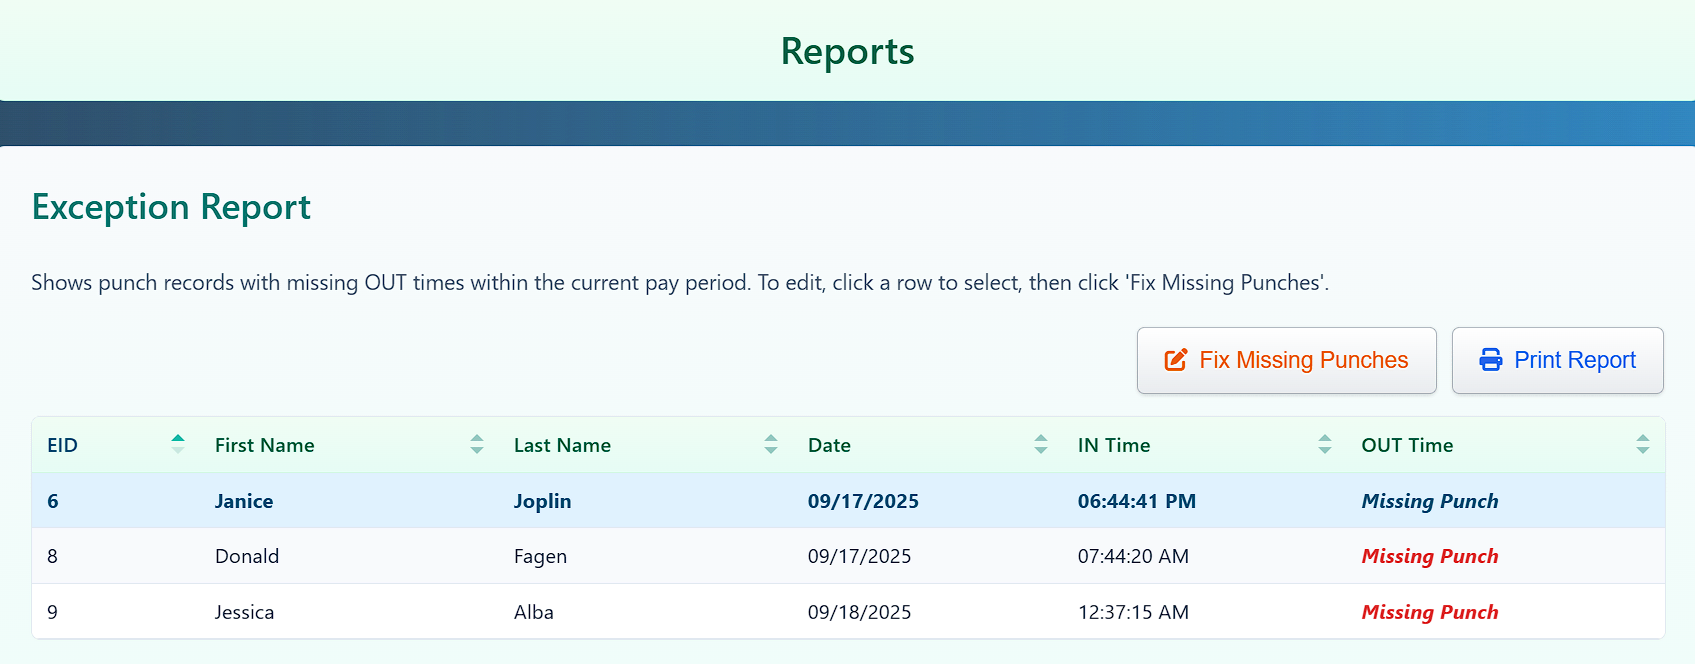 Reports
Exception Report
Shows punch records with missing OUT times within the current pay period. To edit, click a row to select, then click 'Fix Missing Punches'.
Fix Missing Punches Print Report
EID First Name Last Name Date IN Time OUT Time
6 Janice Joplin 09/17/2025 06:44:41 PM Missing Punch
8 Donald Fagen 09/17/2025 07:44:20 AM Missing Punch
9 Jessica Alba 09/18/2025 12:37:15 AM Missing Punch